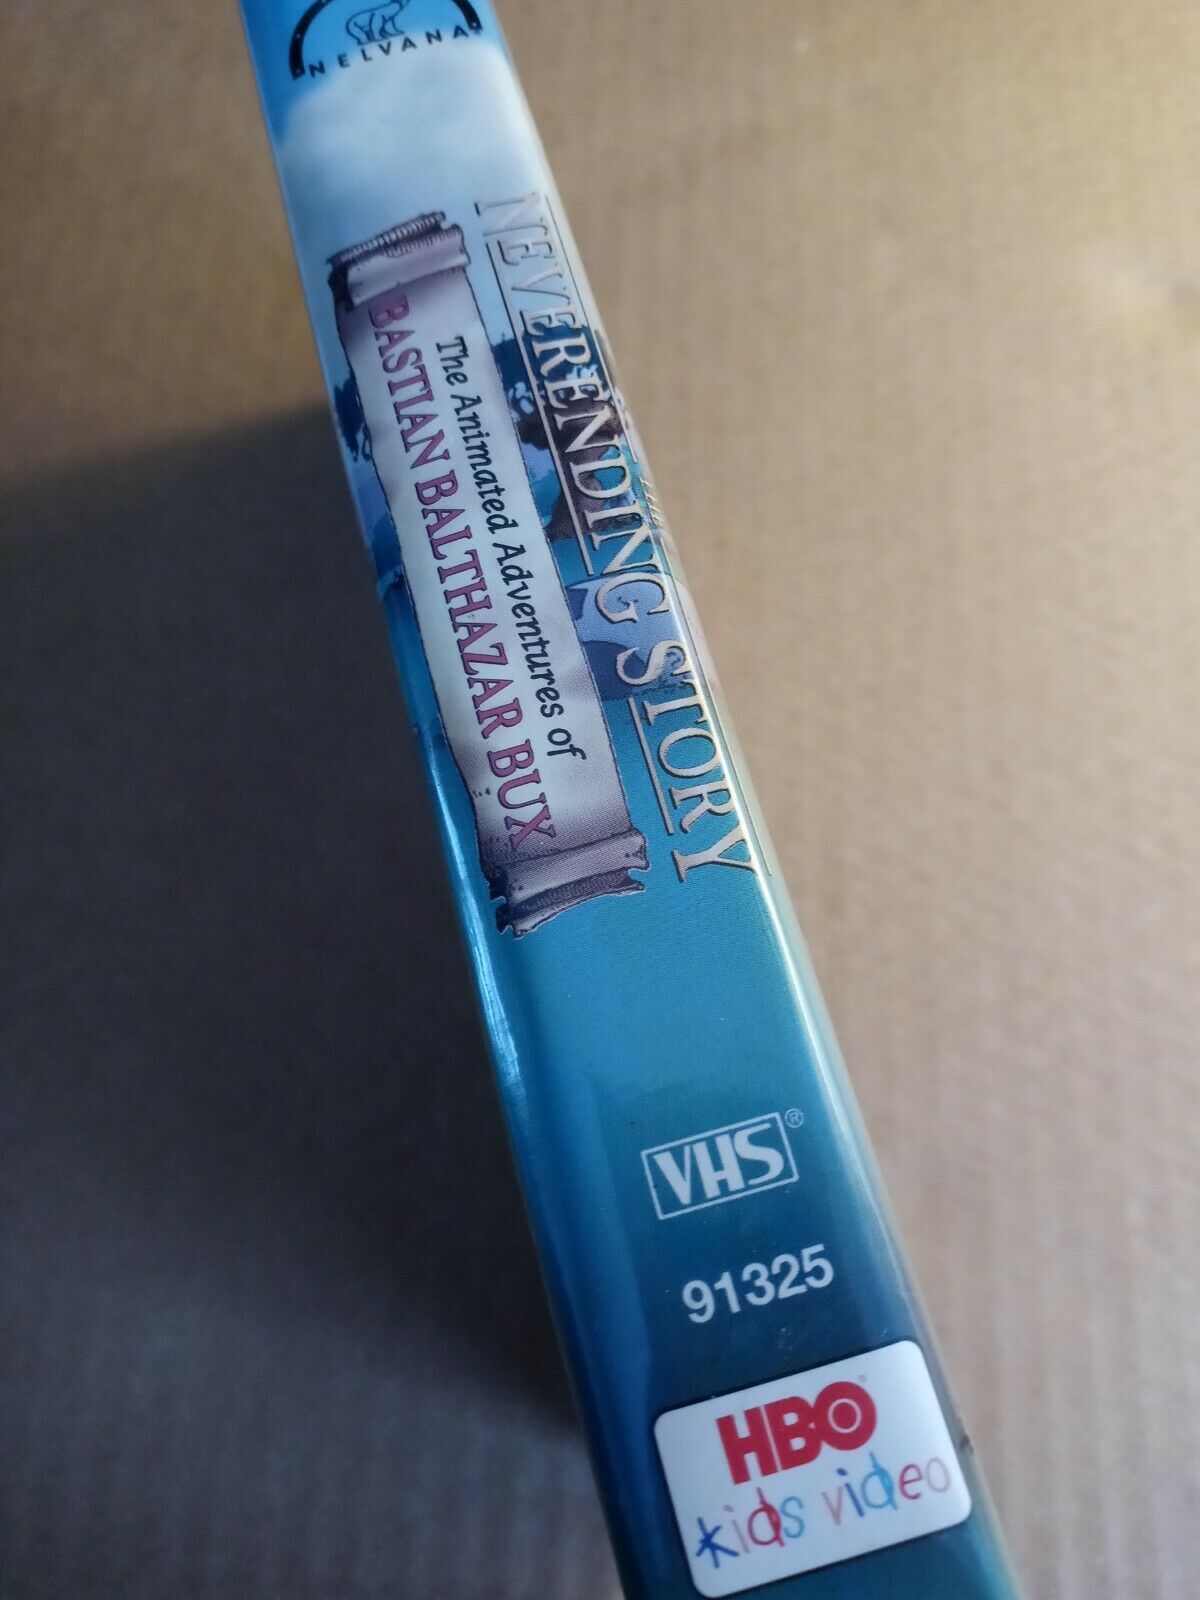 NELVANA
NEVERENDING STORY
The Animated Adventures of
BASTIAN BALTHAZAR BUX
VHS®
91325
HBO®
kids video